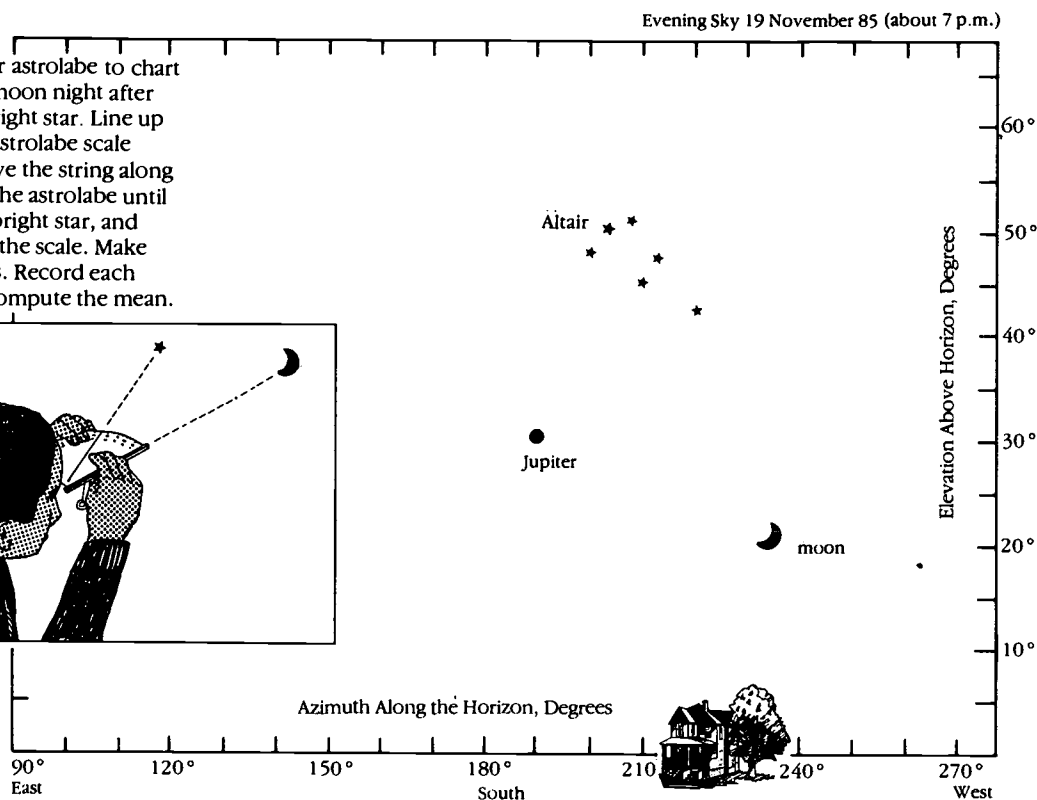 Evening Sky 19 November 85 (about 7 p.m.)
r astrolabe to chart
noon night after
ight star. Line up
strolabe scale
ve the string along
he astrolabe until
bright star, and
the scale. Make
s. Record each
ompute the mean.
60°
Altair
50°
40°
Elevation Above Horizon, Degrees
30°
Jupiter
moon
20°
10°
Azimuth Along the Horizon, Degrees
90° 120° 150° 180° 210 240° 270°
East South West